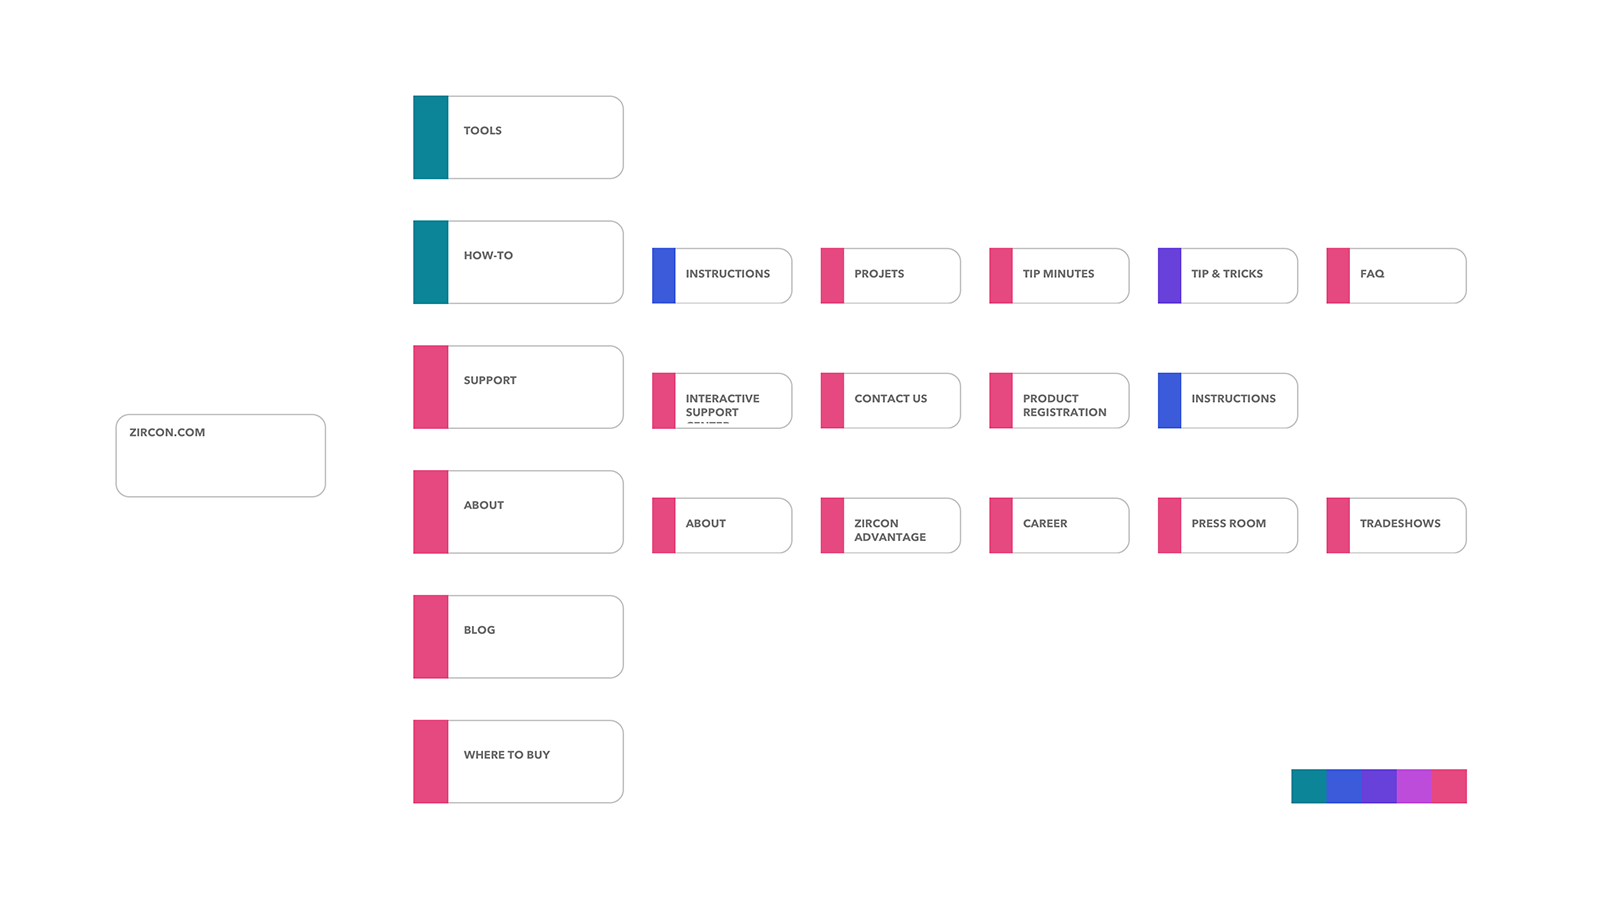 TOOLS
HOW-TO
INSTRUCTIONS
PROJETS
TIP MINUTES
TIP & TRICKS
FAQ
SUPPORT
INTERACTIVE
SUPPORT
CONTACT US
PRODUCT
REGISTRATION
INSTRUCTIONS
ZIRCON.COM
ABOUT
ABOUT
ZIRCON
ADVANTAGE
CAREER
PRESS ROOM
TRADESHOWS
BLOG
WHERE TO BUY